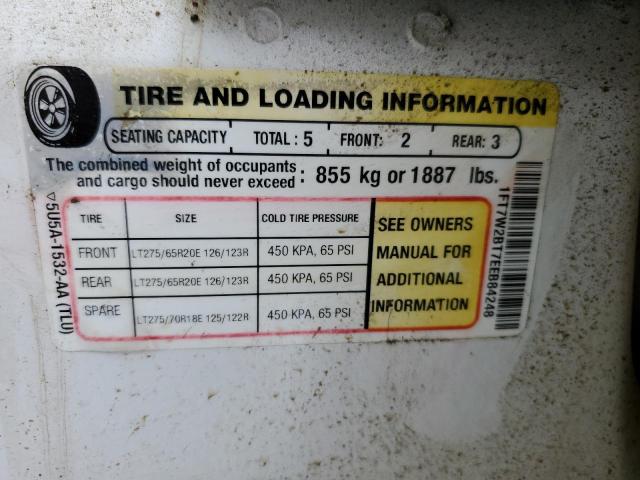 TIRE AND LOADING INFORMATION
SEATING CAPACITY TOTAL : 5 FRONT: 2 REAR: 3
The combined weight of occupants
and cargo should never exceed : 855 kg or 1887 lbs.
TIRE SIZE COLD TIRE PRESSURE
FRONT LT275/65R20E 126/123R 450 KPA, 65 PSI
REAR LT275/65R20E 126/123R 450 KPA, 65 PSI
SPARE LT275/70R18E 125/122R 450 KPA, 65 PSI
SEE OWNERS
MANUAL FOR
ADDITIONAL
INFORMATION
▽5U5A-1532-AA (TLU)
1FT7W2BT7EEB84248